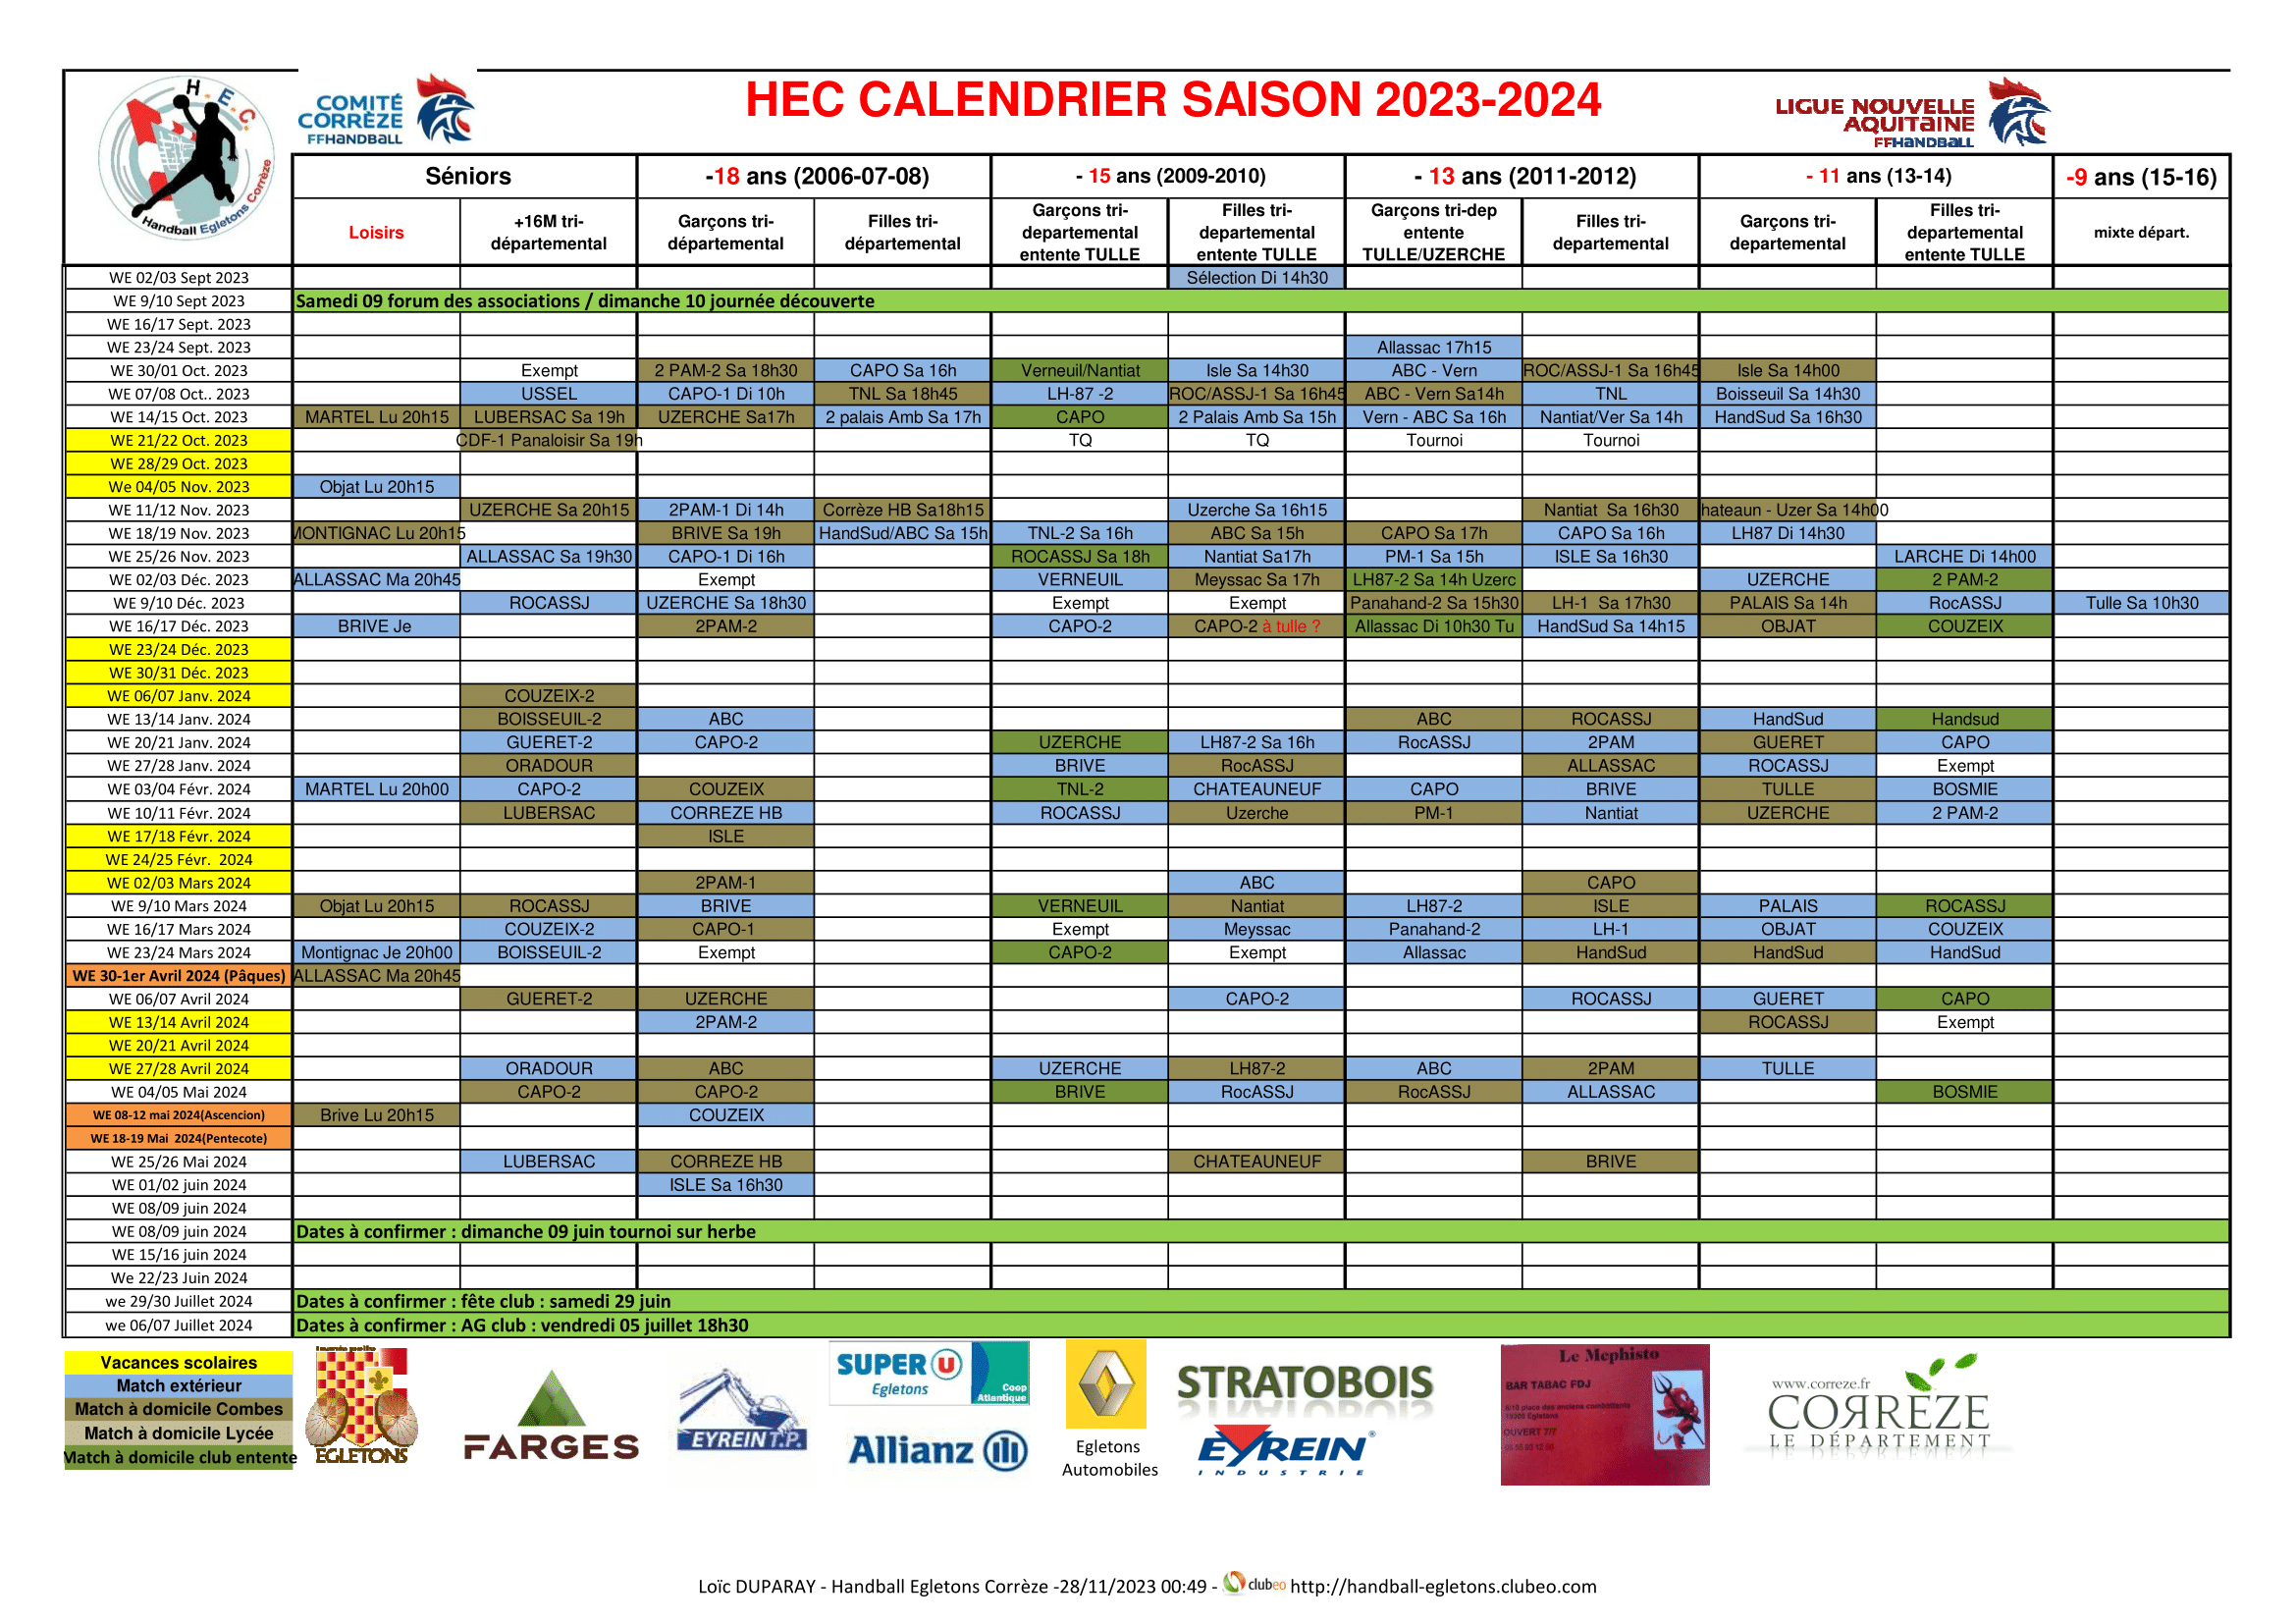 HEC CALENDRIER SAISON 2023-2024
H.E.C.
Handball Egletons Corrèze
COMITÉ
CORRÈZE
FFHANDBALL
LIGUE NOUVELLE
AQUITAINE
FFHANDBALL
Séniors -18 ans (2006-07-08) - 15 ans (2009-2010) - 13 ans (2011-2012) - 11 ans (13-14) -9 ans (15-16)
Loisirs +16M tri-départemental Garçons tri-départemental Filles tri-départemental Garçons tri-departemental entente TULLE Filles tri-departemental entente TULLE Garçons tri-dep entente TULLE/UZERCHE Filles tri-departemental Garçons tri-departemental Filles tri-departemental entente TULLE mixte départ.
WE 02/03 Sept 2023 Sélection Di 14h30
WE 9/10 Sept 2023 Samedi 09 forum des associations / dimanche 10 journée découverte
WE 16/17 Sept. 2023
WE 23/24 Sept. 2023 Allassac 17h15
WE 30/01 Oct. 2023 Exempt 2 PAM-2 Sa 18h30 CAPO Sa 16h Verneuil/Nantiat Isle Sa 14h30 ABC - Vern ROC/ASSJ-1 Sa 16h45 Isle Sa 14h00
WE 07/08 Oct.. 2023 USSEL CAPO-1 Di 10h TNL Sa 18h45 LH-87 -2 ROC/ASSJ-1 Sa 16h45 ABC - Vern Sa14h TNL Boisseuil Sa 14h30
WE 14/15 Oct. 2023 MARTEL Lu 20h15 LUBERSAC Sa 19h UZERCHE Sa17h 2 palais Amb Sa 17h CAPO 2 Palais Amb Sa 15h Vern - ABC Sa 16h Nantiat/Ver Sa 14h HandSud Sa 16h30
WE 21/22 Oct. 2023 CDF-1 Panaloisir Sa 19h TQ TQ Tournoi Tournoi
WE 28/29 Oct. 2023
We 04/05 Nov. 2023 Objat Lu 20h15
WE 11/12 Nov. 2023 UZERCHE Sa 20h15 2PAM-1 Di 14h Corrèze HB Sa18h15 Uzerche Sa 16h15 Nantiat Sa 16h30 hateaun - Uzer Sa 14h00
WE 18/19 Nov. 2023 MONTIGNAC Lu 20h15 BRIVE Sa 19h HandSud/ABC Sa 15h TNL-2 Sa 16h ABC Sa 15h CAPO Sa 17h CAPO Sa 16h LH87 Di 14h30
WE 25/26 Nov. 2023 ALLASSAC Sa 19h30 CAPO-1 Di 16h ROCASSJ Sa 18h Nantiat Sa17h PM-1 Sa 15h ISLE Sa 16h30 LARCHE Di 14h00
WE 02/03 Déc. 2023 ALLASSAC Ma 20h45 Exempt VERNEUIL Meyssac Sa 17h LH87-2 Sa 14h Uzerc UZERCHE 2 PAM-2
WE 9/10 Déc. 2023 ROCASSJ UZERCHE Sa 18h30 Exempt Exempt Panahand-2 Sa 15h30 LH-1 Sa 17h30 PALAIS Sa 14h RocASSJ Tulle Sa 10h30
WE 16/17 Déc. 2023 BRIVE Je 2PAM-2 CAPO-2 CAPO-2 à tulle ? Allassac Di 10h30 Tu HandSud Sa 14h15 OBJAT COUZEIX
WE 23/24 Déc. 2023
WE 30/31 Déc. 2023
WE 06/07 Janv. 2024 COUZEIX-2
WE 13/14 Janv. 2024 BOISSEUIL-2 ABC ABC ROCASSJ HandSud Handsud
WE 20/21 Janv. 2024 GUERET-2 CAPO-2 UZERCHE LH87-2 Sa 16h RocASSJ 2PAM GUERET CAPO
WE 27/28 Janv. 2024 ORADOUR BRIVE RocASSJ ALLASSAC ROCASSJ Exempt
WE 03/04 Févr. 2024 MARTEL Lu 20h00 CAPO-2 COUZEIX TNL-2 CHATEAUNEUF CAPO BRIVE TULLE BOSMIE
WE 10/11 Févr. 2024 LUBERSAC CORREZE HB ROCASSJ Uzerche PM-1 Nantiat UZERCHE 2 PAM-2
WE 17/18 Févr. 2024 ISLE
WE 24/25 Févr. 2024
WE 02/03 Mars 2024 2PAM-1 ABC CAPO
WE 9/10 Mars 2024 Objat Lu 20h15 ROCASSJ BRIVE VERNEUIL Nantiat LH87-2 ISLE PALAIS ROCASSJ
WE 16/17 Mars 2024 COUZEIX-2 CAPO-1 Exempt Meyssac Panahand-2 LH-1 OBJAT COUZEIX
WE 23/24 Mars 2024 Montignac Je 20h00 BOISSEUIL-2 Exempt CAPO-2 Exempt Allassac HandSud HandSud HandSud
WE 30-1er Avril 2024 (Pâques) ALLASSAC Ma 20h45
WE 06/07 Avril 2024 GUERET-2 UZERCHE CAPO-2 ROCASSJ GUERET CAPO
WE 13/14 Avril 2024 2PAM-2 ROCASSJ Exempt
WE 20/21 Avril 2024
WE 27/28 Avril 2024 ORADOUR ABC UZERCHE LH87-2 ABC 2PAM TULLE
WE 04/05 Mai 2024 CAPO-2 CAPO-2 BRIVE RocASSJ RocASSJ ALLASSAC BOSMIE
WE 08-12 mai 2024(Ascencion) Brive Lu 20h15 COUZEIX
WE 18-19 Mai 2024(Pentecote)
WE 25/26 Mai 2024 LUBERSAC CORREZE HB CHATEAUNEUF BRIVE
WE 01/02 juin 2024 ISLE Sa 16h30
WE 08/09 juin 2024
WE 08/09 juin 2024 Dates à confirmer : dimanche 09 juin tournoi sur herbe
WE 15/16 juin 2024
We 22/23 Juin 2024
we 29/30 Juillet 2024 Dates à confirmer : fête club : samedi 29 juin
we 06/07 Juillet 2024 Dates à confirmer : AG club : vendredi 05 juillet 18h30
Vacances scolaires
Match extérieur
Match à domicile Combes
Match à domicile Lycée
Match à domicile club entente
EGLETONS
FARGES
EYREIN T.P.
SUPER U
Egletons
Coop
Atlantique
Allianz
Egletons
Automobiles
STRATOBOIS
EYREIN
INDUSTRIE
Le Mephisto
BAR TABAC FDJ
OUVERT 7/7
www.correze.fr
CORRÈZE
LE DÉPARTEMENT
Loïc DUPARAY - Handball Egletons Corrèze -28/11/2023 00:49 - clubeo http://handball-egletons.clubeo.com